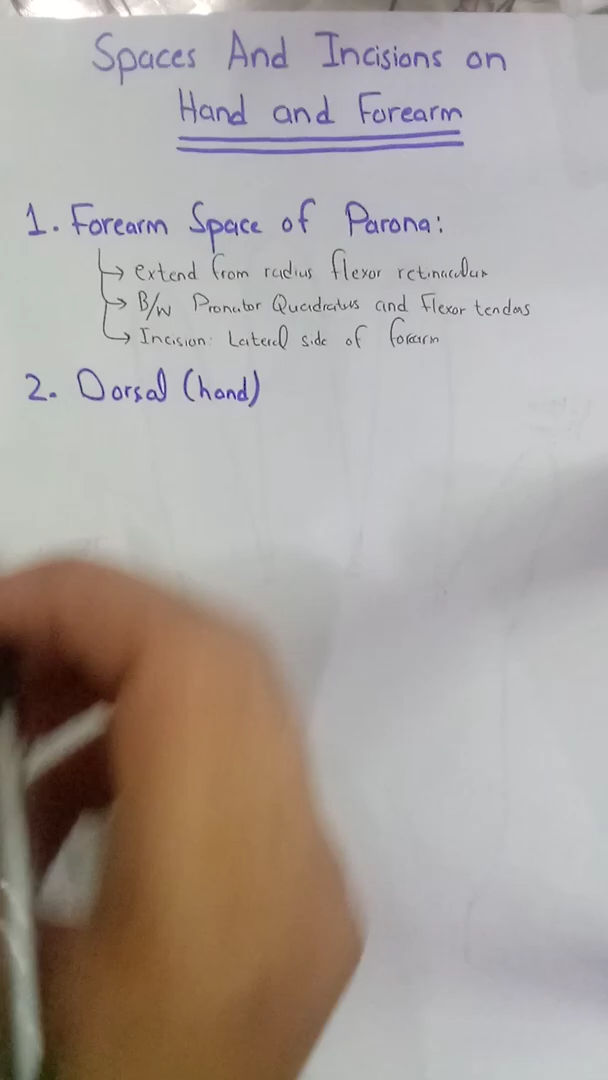 Spaces And Incisions on
Hand and Forearm
1. Forearm Space of Parona:
→ extend from radius flexor retinacular
→ B/w Pronator Quadratus and Flexor tendons
→ Incision: Lateral side of forearm
2. Dorsal (hand)